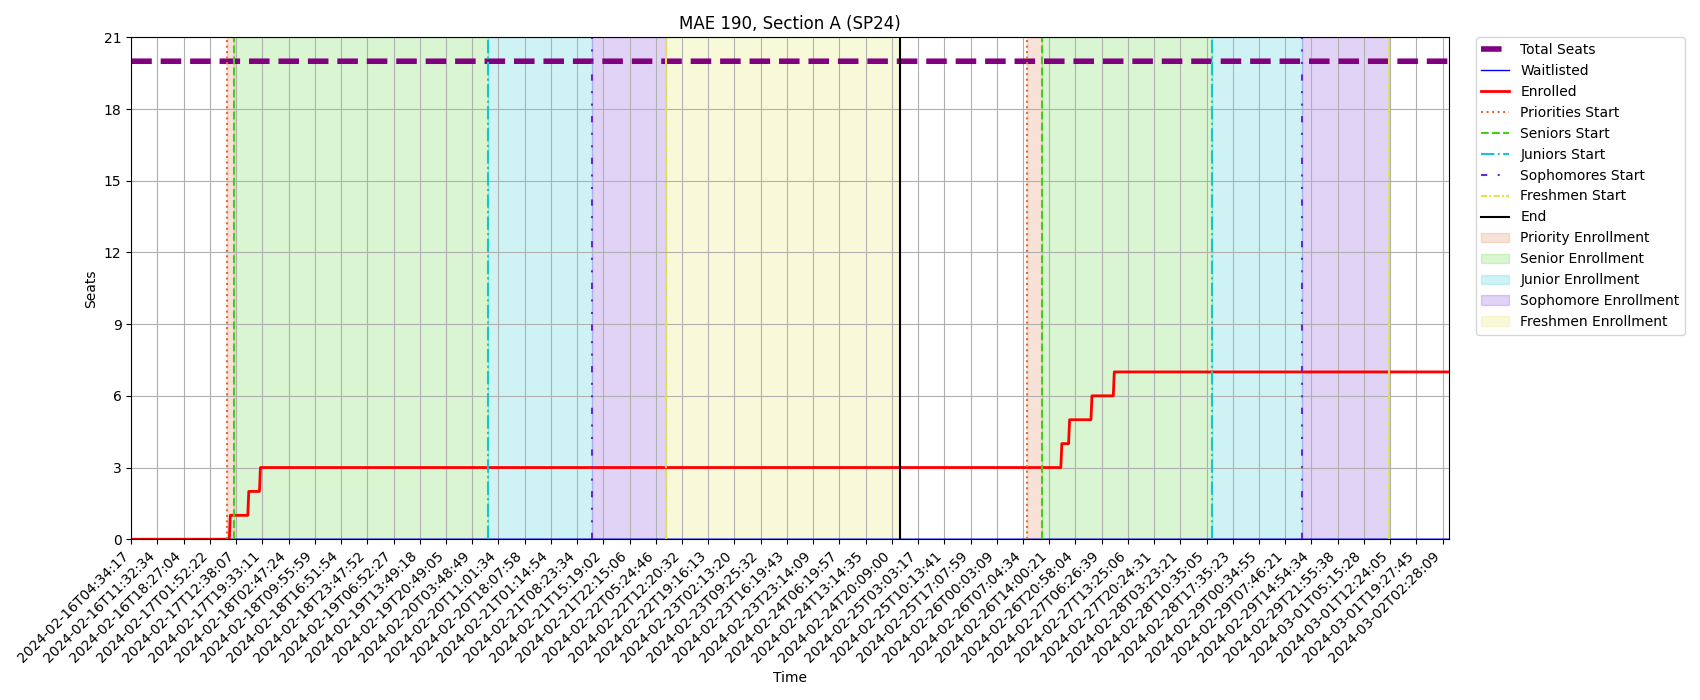 MAE 190, Section A (SP24)
21
18
15
12
9
6
3
0
Seats
2024-02-16T04:34:17
2024-02-16T11:32:34
2024-02-16T18:27:04
2024-02-17T01:52:22
2024-02-17T12:38:07
2024-02-17T19:33:11
2024-02-18T02:47:24
2024-02-18T09:55:59
2024-02-18T16:51:54
2024-02-18T23:47:52
2024-02-19T06:52:27
2024-02-19T13:49:18
2024-02-19T20:49:05
2024-02-20T03:48:49
2024-02-20T11:01:34
2024-02-20T18:07:58
2024-02-21T01:14:54
2024-02-21T08:23:34
2024-02-21T15:19:02
2024-02-21T22:15:06
2024-02-22T05:24:46
2024-02-22T12:20:32
2024-02-22T19:16:13
2024-02-23T02:13:20
2024-02-23T09:25:32
2024-02-23T16:19:43
2024-02-23T23:14:09
2024-02-24T06:19:57
2024-02-24T13:14:35
2024-02-24T20:09:00
2024-02-25T03:03:17
2024-02-25T10:13:41
2024-02-25T17:07:59
2024-02-26T00:03:09
2024-02-26T07:04:34
2024-02-26T14:00:21
2024-02-26T20:58:04
2024-02-27T06:26:39
2024-02-27T13:25:06
2024-02-27T20:24:31
2024-02-28T03:23:21
2024-02-28T10:35:05
2024-02-28T17:35:23
2024-02-29T00:34:55
2024-02-29T07:46:21
2024-02-29T14:54:34
2024-02-29T21:55:38
2024-03-01T05:15:28
2024-03-01T12:24:05
2024-03-01T19:27:45
2024-03-02T02:28:09
Time
Total Seats
Waitlisted
Enrolled
Priorities Start
Seniors Start
Juniors Start
Sophomores Start
Freshmen Start
End
Priority Enrollment
Senior Enrollment
Junior Enrollment
Sophomore Enrollment
Freshmen Enrollment